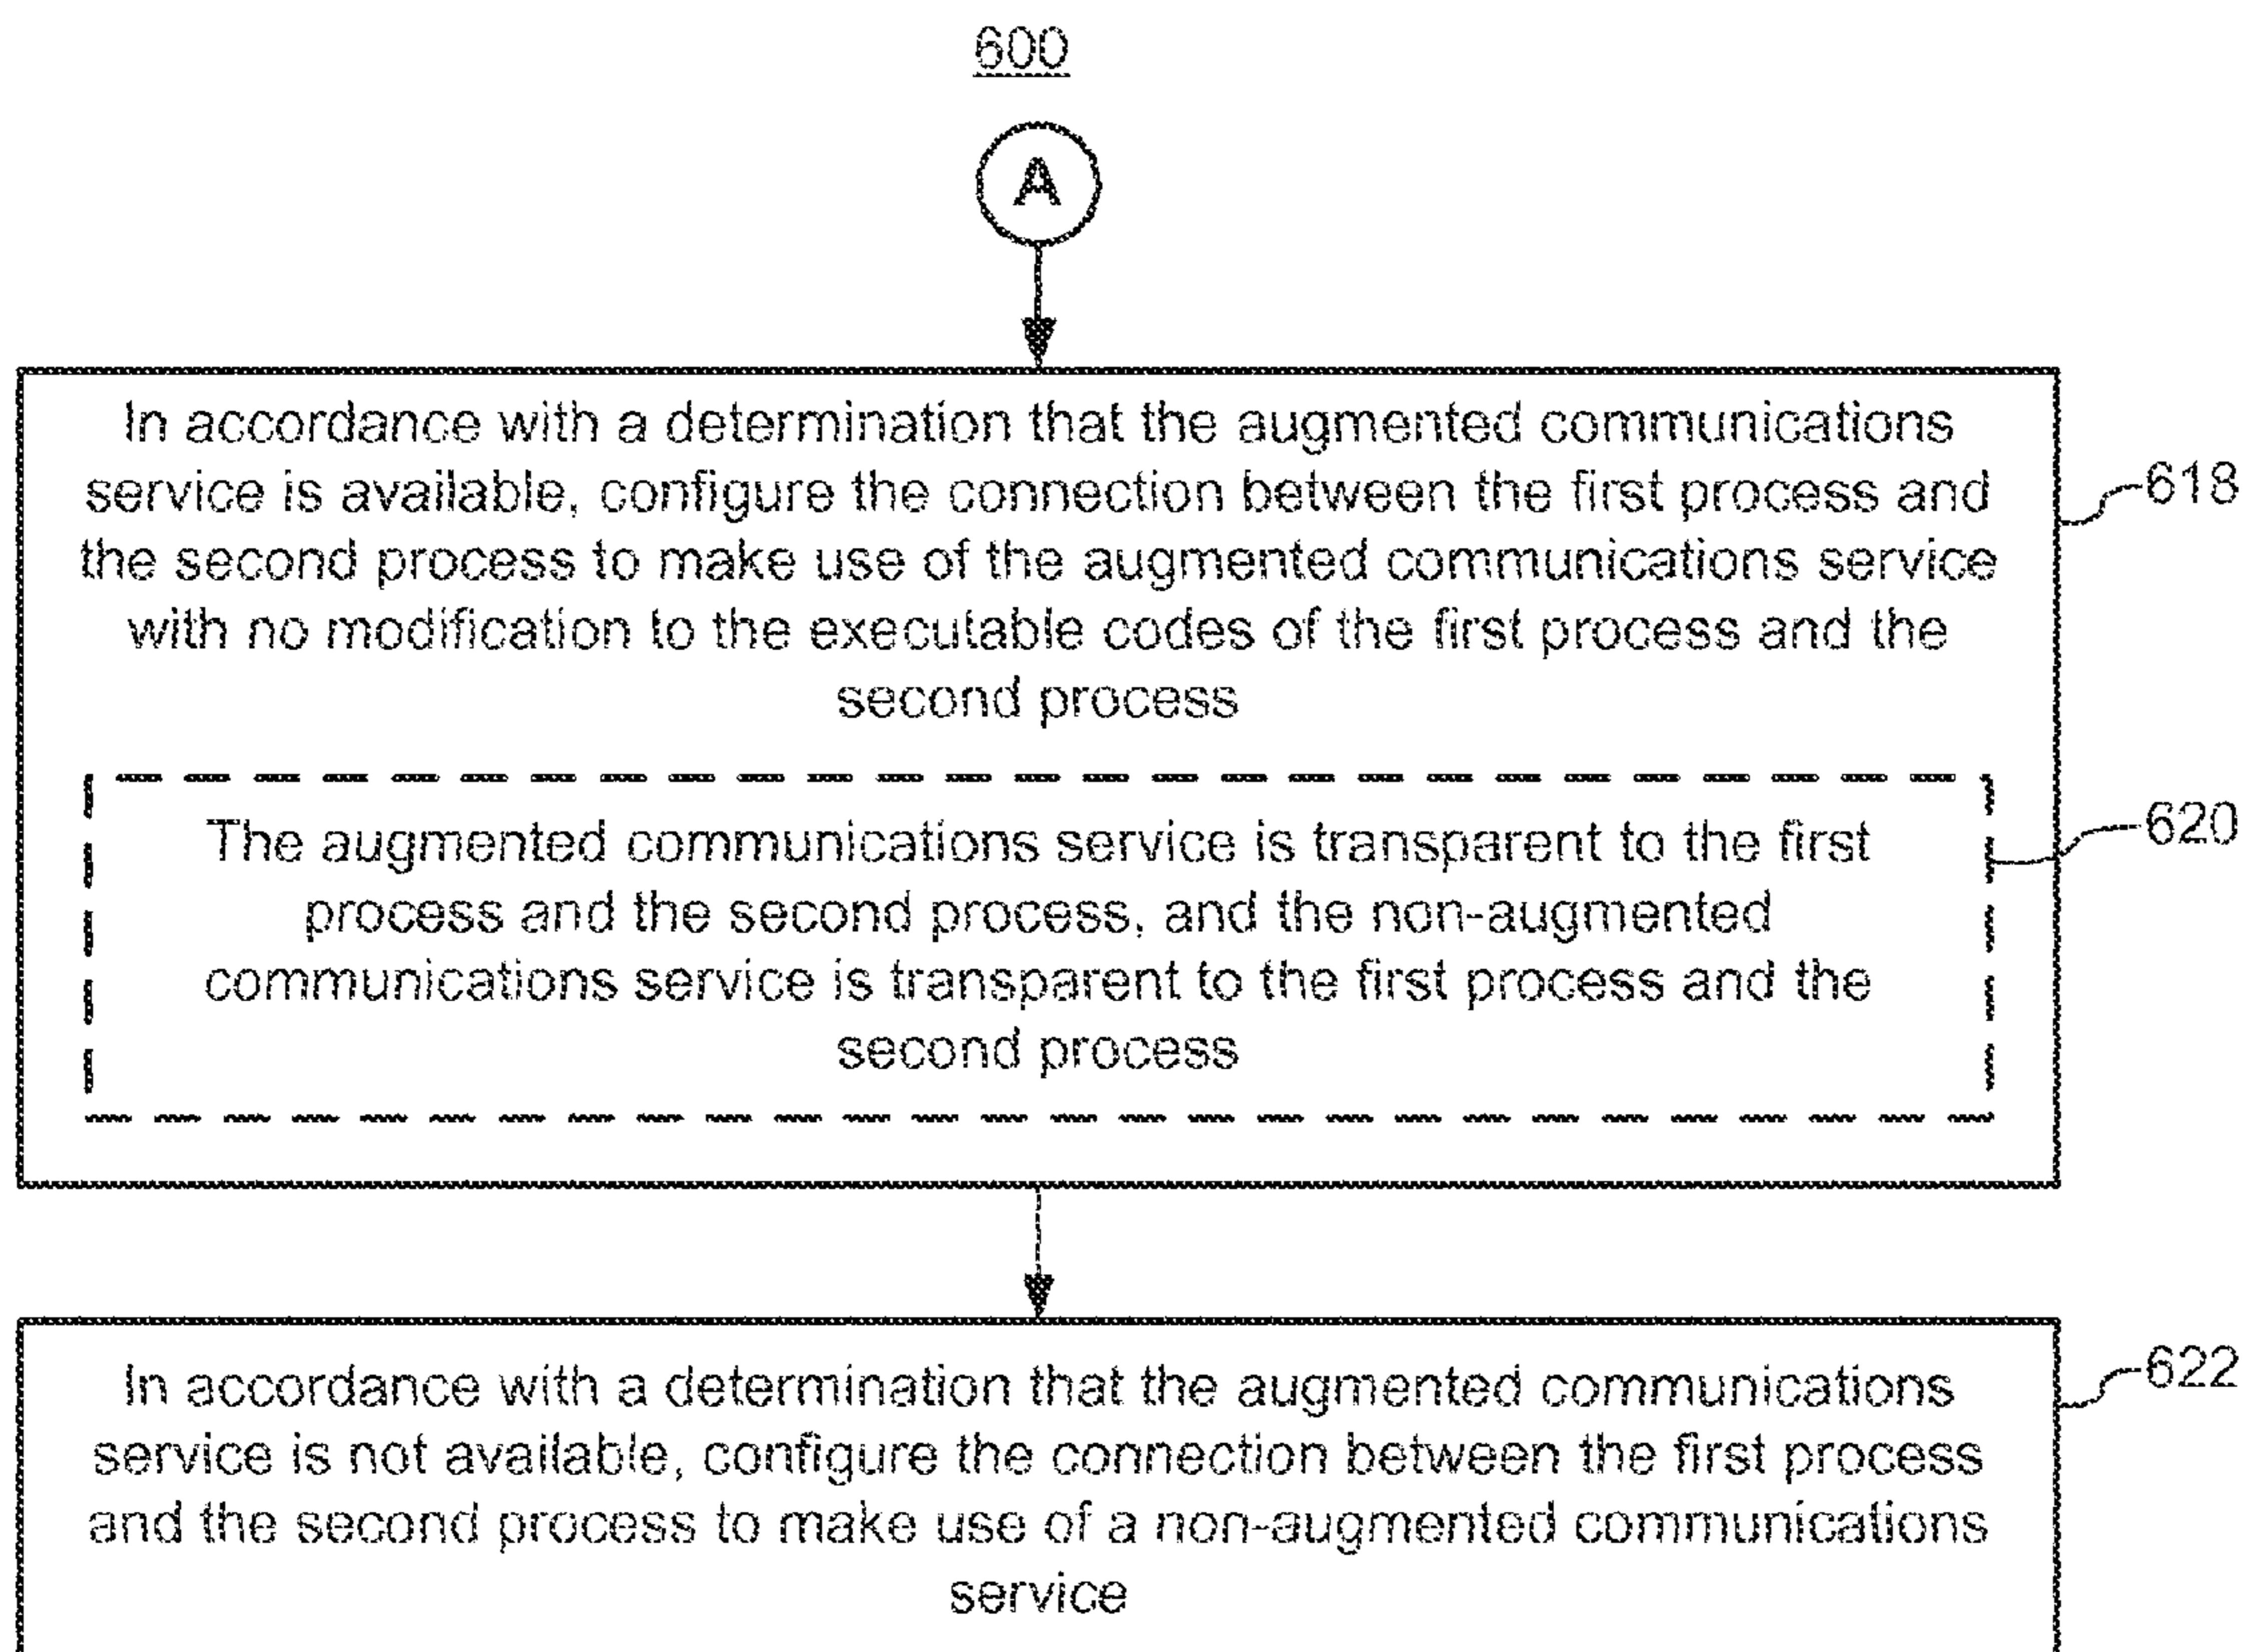 600
A
In accordance with a determination that the augmented communications
service is available, configure the connection between the first process and
the second process to make use of the augmented communications service
with no modification to the executable codes of the first process and the
second process
618
The augmented communications service is transparent to the first
process and the second process, and the non-augmented
communications service is transparent to the first process and the
second process
620
In accordance with a determination that the augmented communications
service is not available, configure the connection between the first process
and the second process to make use of a non-augmented communications
service
622